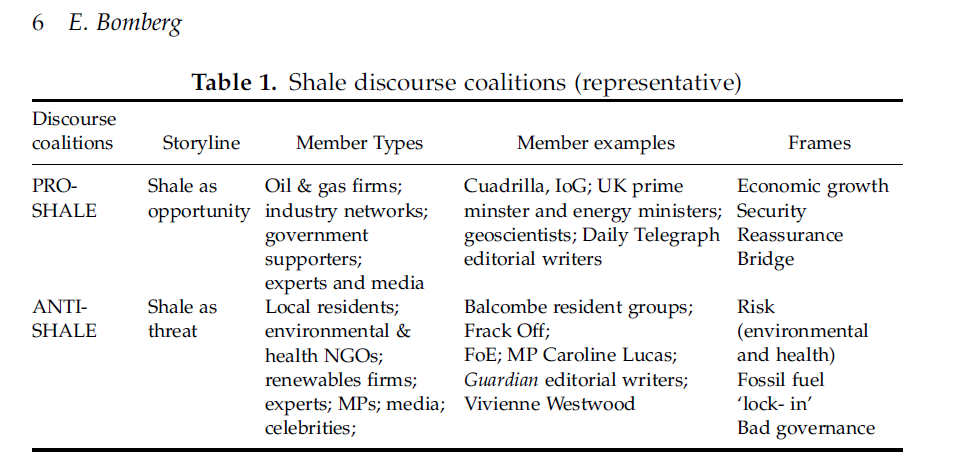 6 E. Bomberg
Table 1. Shale discourse coalitions (representative)
Discourse
coalitions Storyline Member Types Member examples Frames
PRO- Shale as Oil & gas firms; Cuadrilla, IoG; UK prime Economic growth
SHALE opportunity industry networks; minster and energy ministers; Security
government geoscientists; Daily Telegraph Reassurance
supporters; editorial writers Bridge
experts and media
ANTI- Shale as Local residents; Balcombe resident groups; Risk
SHALE threat environmental & Frack Off; (environmental
health NGOs; FoE; MP Caroline Lucas; and health)
renewables firms; Guardian editorial writers; Fossil fuel
experts; MPs; media; Vivienne Westwood ‘lock- in’
celebrities; Bad governance